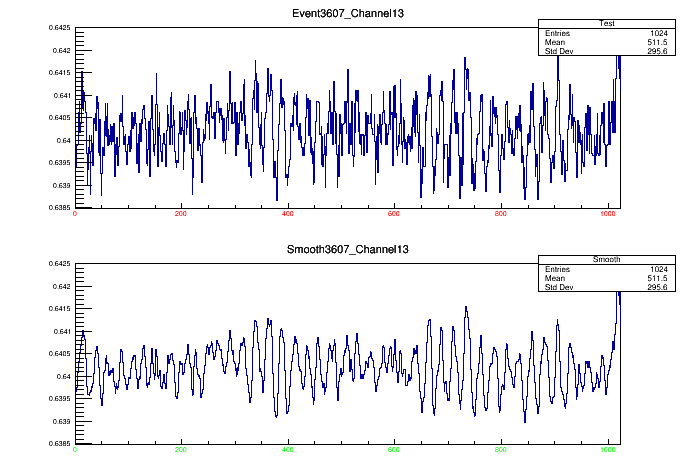 Event3607_Channel13
Test
Entries 1024
Mean 511.5
Std Dev 295.6
0.6425
0.642
0.6415
0.641
0.6405
0.64
0.6395
0.639
0.6385
0 200 400 600 800 1000
Smooth3607_Channel13
Smooth
Entries 1024
Mean 511.5
Std Dev 295.6
0.6425
0.642
0.6415
0.641
0.6405
0.64
0.6395
0.639
0.6385
0 200 400 600 800 1000